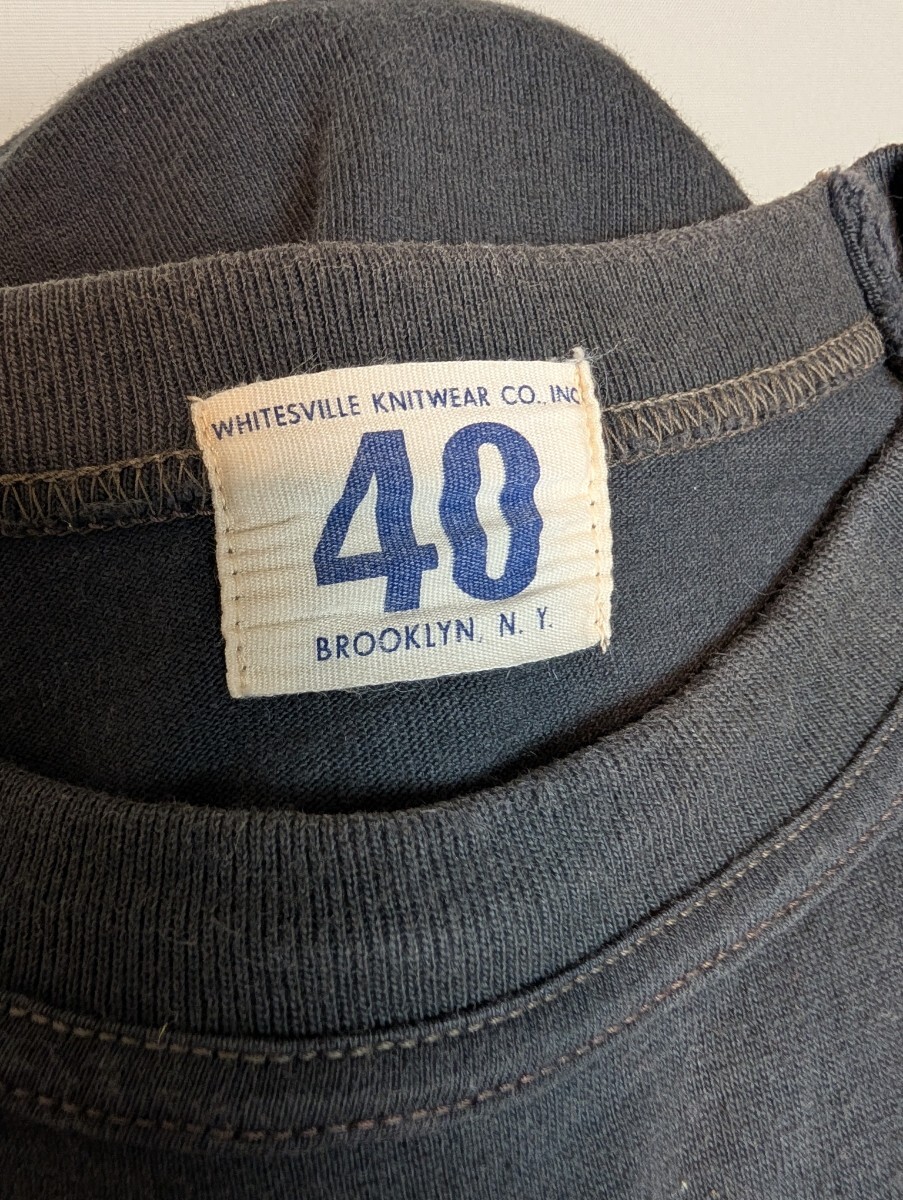 WHITESVILLE KNITWEAR CO., INC
40
BROOKLYN, N. Y.